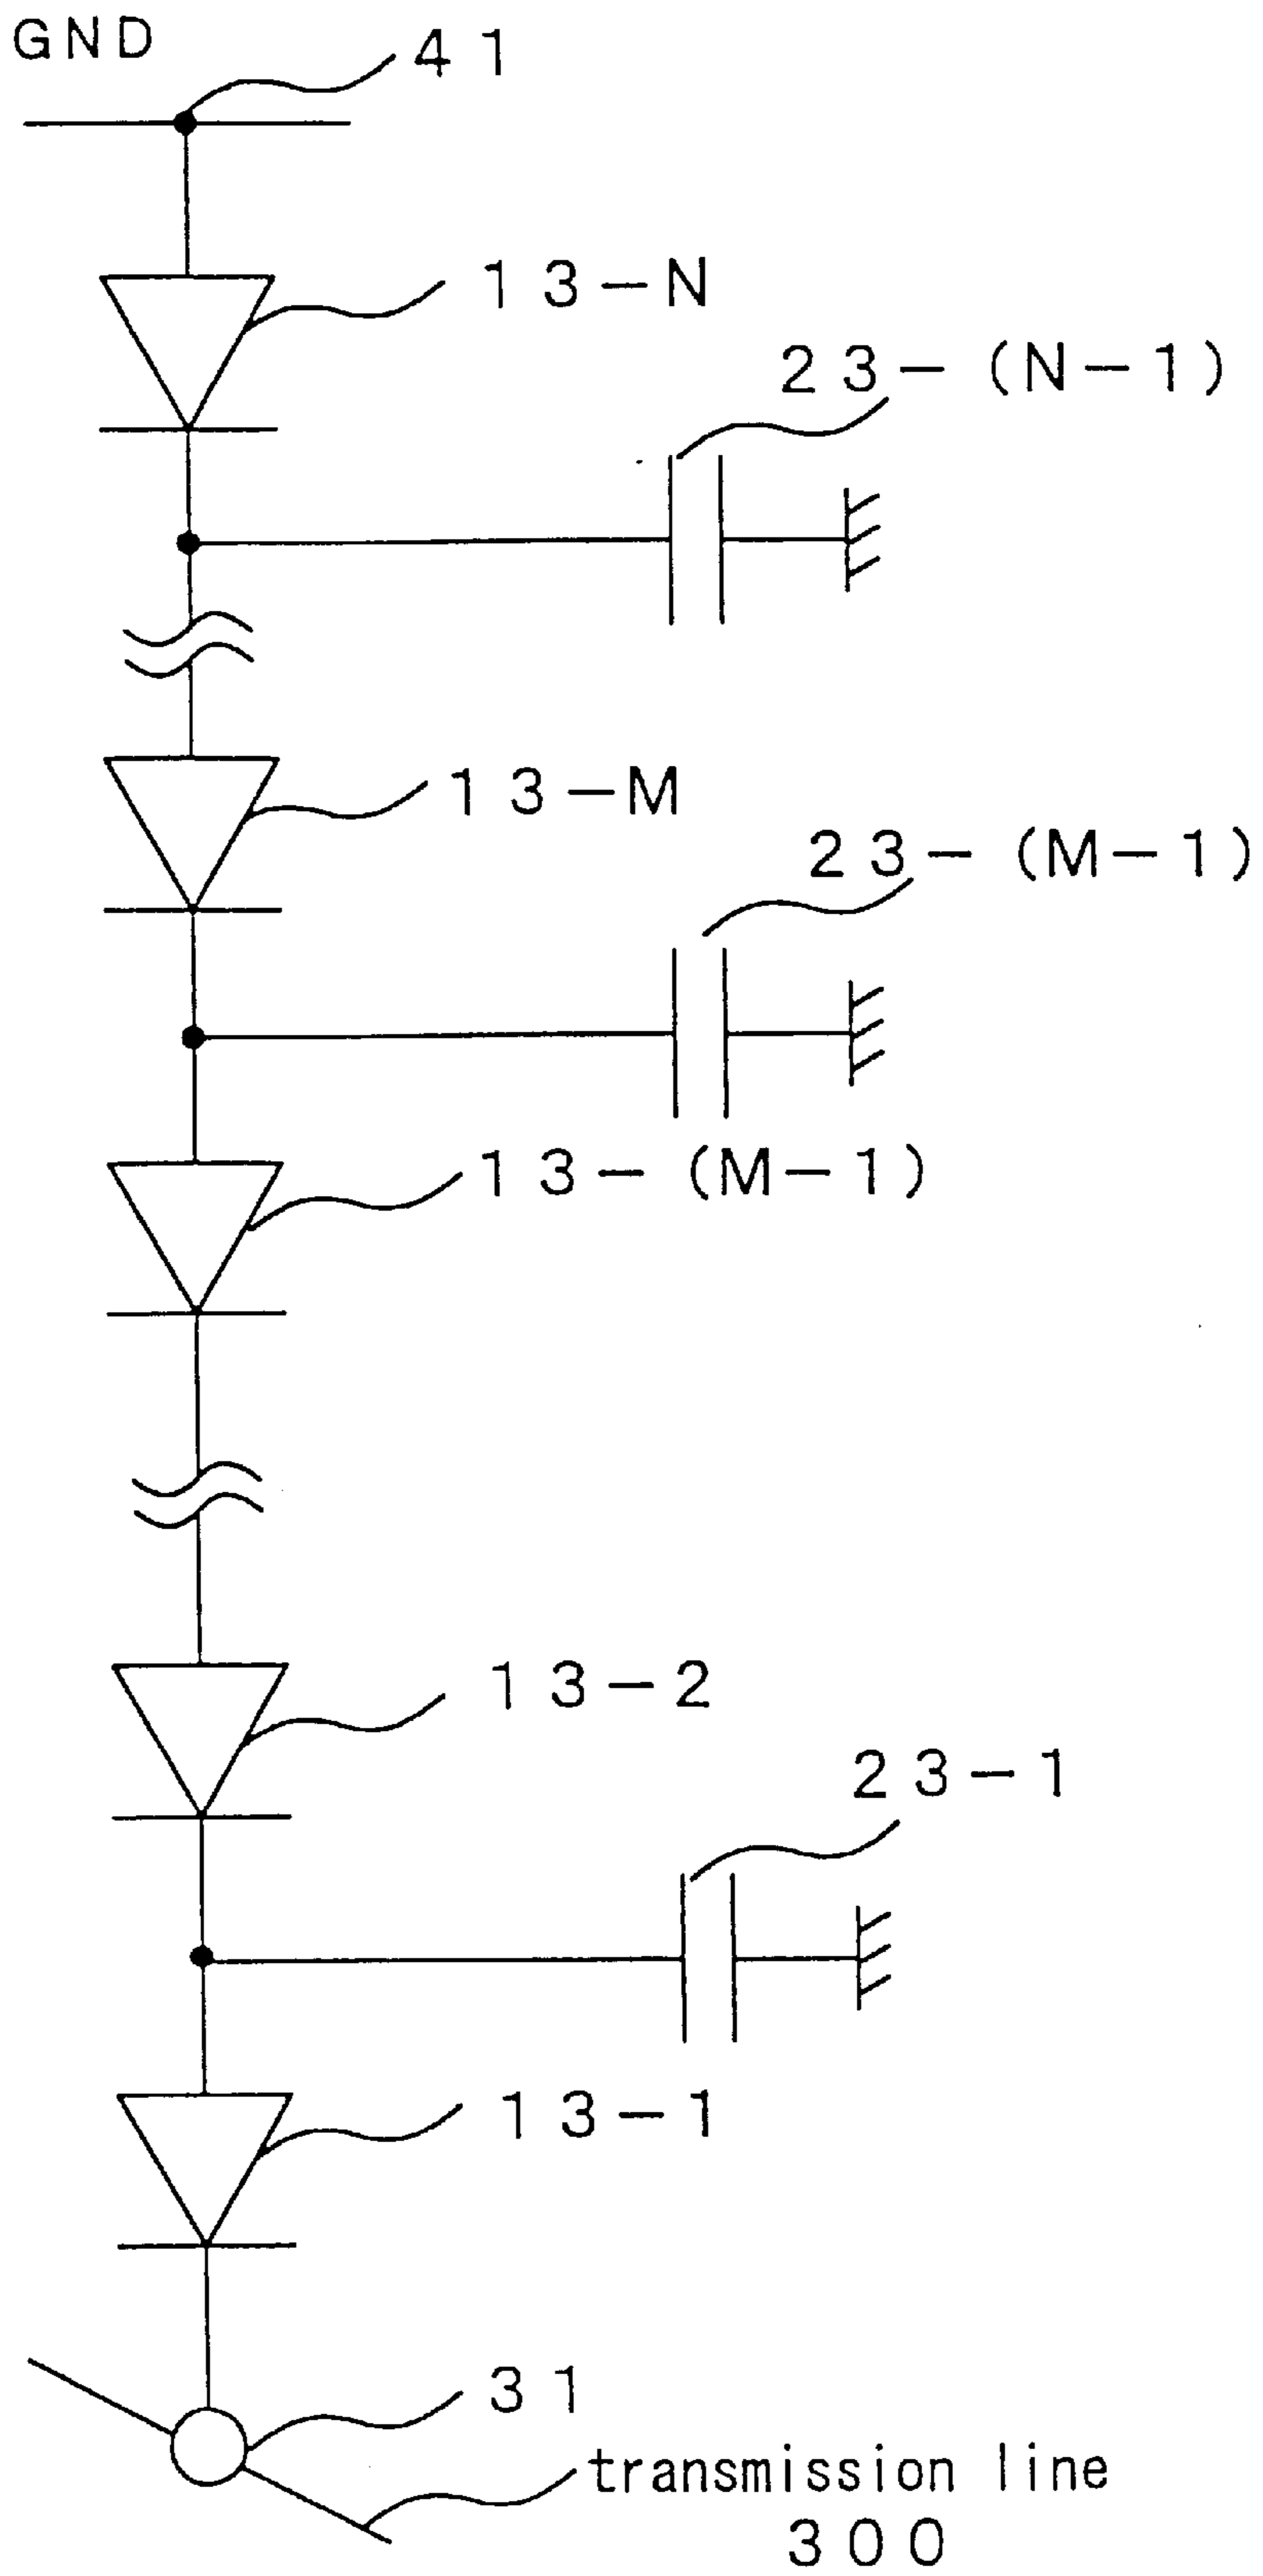 GND
41
13-N
23-(N-1)
13-M
23-(M-1)
13-(M-1)
13-2
23-1
13-1
31
transmission line
300